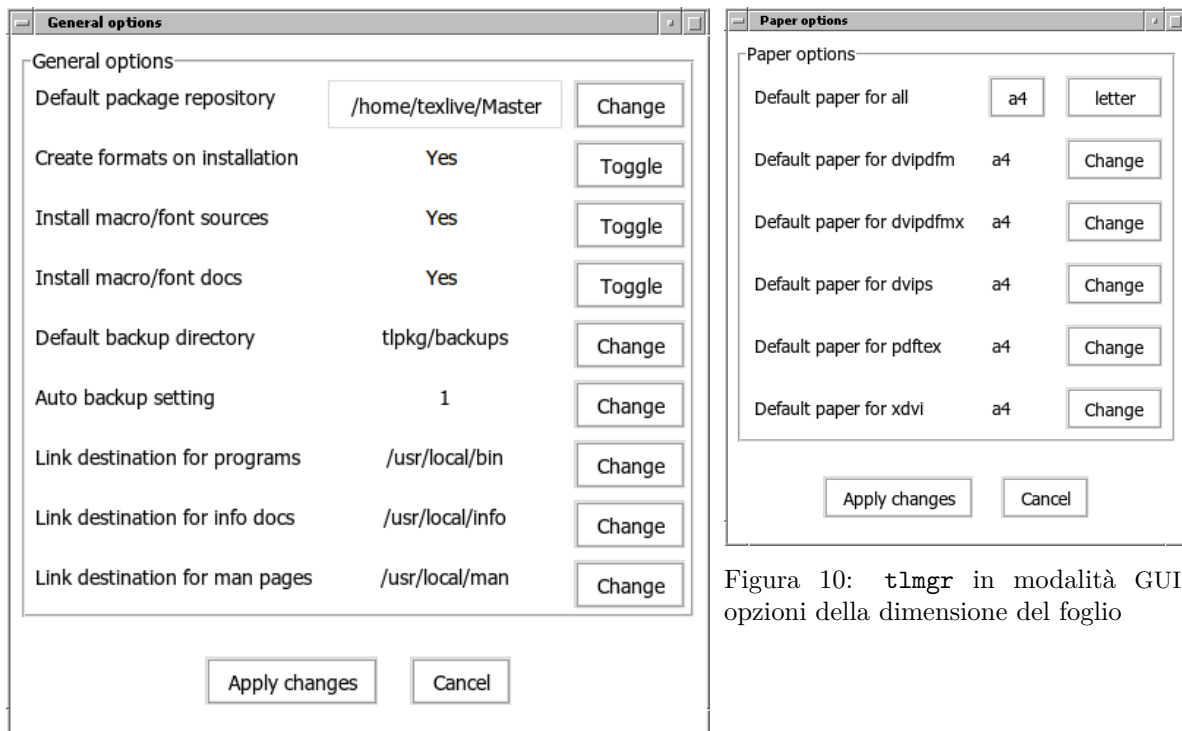 General options
General options
Default package repository /home/texlive/Master Change
Create formats on installation Yes Toggle
Install macro/font sources Yes Toggle
Install macro/font docs Yes Toggle
Default backup directory tlpkg/backups Change
Auto backup setting 1 Change
Link destination for programs /usr/local/bin Change
Link destination for info docs /usr/local/info Change
Link destination for man pages /usr/local/man Change
Apply changes Cancel
Paper options
Paper options
Default paper for all a4 letter
Default paper for dvipdfm a4 Change
Default paper for dvipdfmx a4 Change
Default paper for dvips a4 Change
Default paper for pdftex a4 Change
Default paper for xdvi a4 Change
Apply changes Cancel
Figura 10: tlmgr in modalità GUI
opzioni della dimensione del foglio